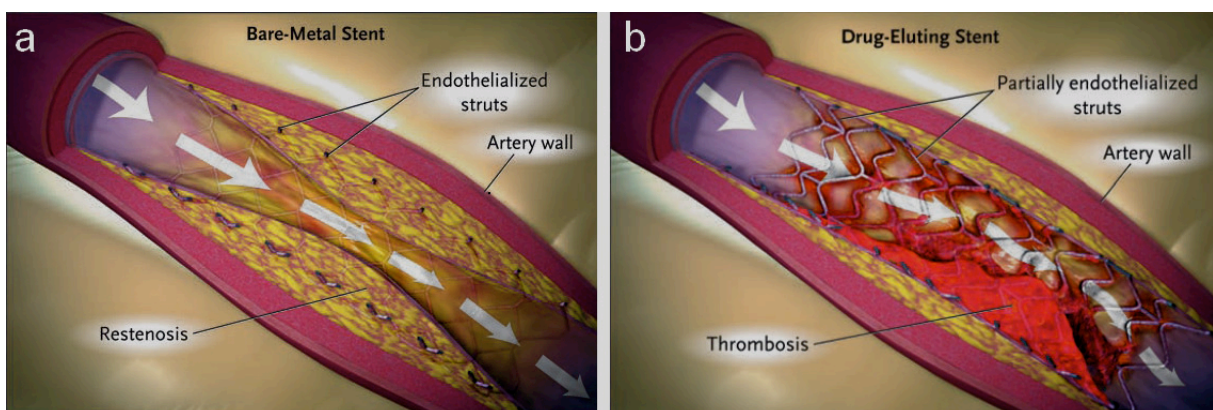 a
Bare-Metal Stent
Endothelialized
struts
Artery wall
Restenosis
b
Drug-Eluting Stent
Partially endothelialized
struts
Artery wall
Thrombosis